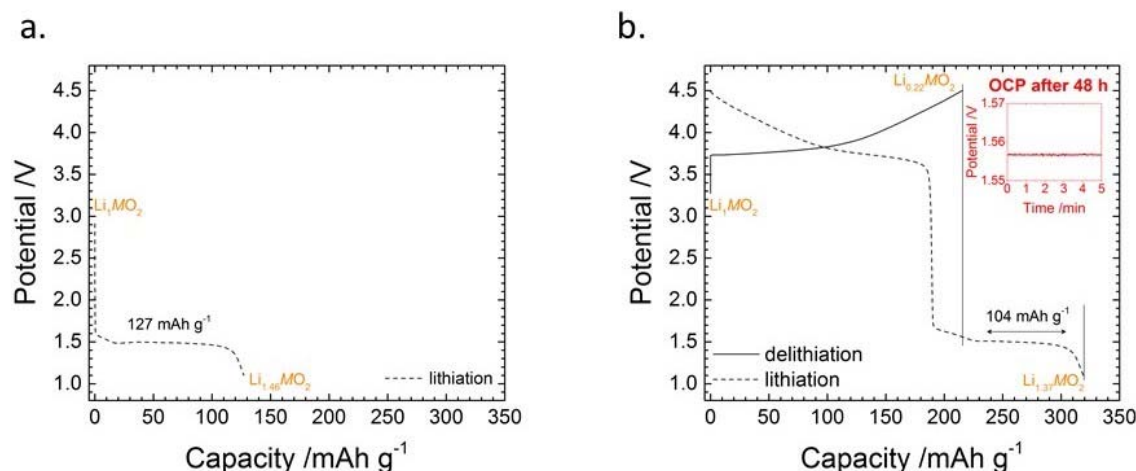 a.
Potential /V
4.5
4.0
3.5
3.0
2.5
2.0
1.5
1.0
Li1MO2
127 mAh g-1
Li1.46MO2
lithiation
0 50 100 150 200 250 300 350
Capacity /mAh g-1
b.
Potential /V
4.5
4.0
3.5
3.0
2.5
2.0
1.5
1.0
Li0.22MO2
OCP after 48 h
Potential /V
1.57
1.56
1.55
0 1 2 3 4 5
Time /min
Li1MO2
104 mAh g-1
delithiation
lithiation
Li1.37MO2
0 50 100 150 200 250 300 350
Capacity /mAh g-1